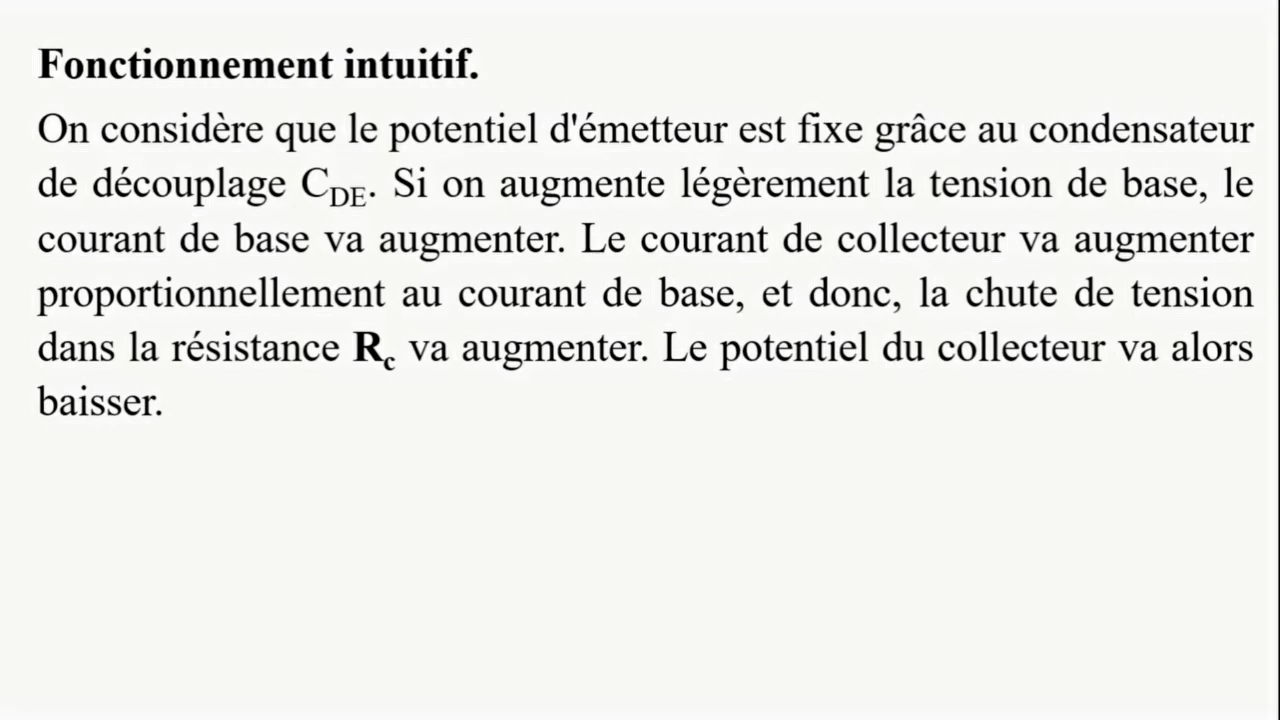 Fonctionnement intuitif.
On considère que le potentiel d'émetteur est fixe grâce au condensateur
de découplage C_DE. Si on augmente légèrement la tension de base, le
courant de base va augmenter. Le courant de collecteur va augmenter
proportionnellement au courant de base, et donc, la chute de tension
dans la résistance R_c va augmenter. Le potentiel du collecteur va alors
baisser.